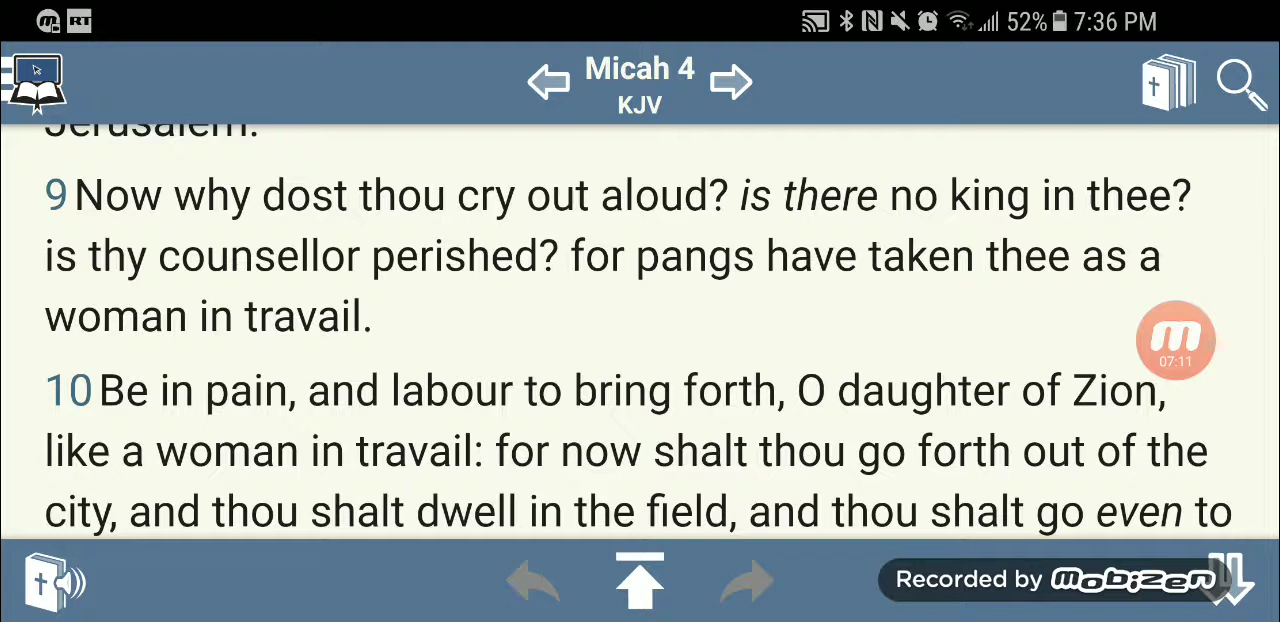 m RT 52% 7:36 PM
Micah 4
KJV
Jerusalem.
9 Now why dost thou cry out aloud? is there no king in thee?
is thy counsellor perished? for pangs have taken thee as a
woman in travail.
m
07:11
10 Be in pain, and labour to bring forth, O daughter of Zion,
like a woman in travail: for now shalt thou go forth out of the
city, and thou shalt dwell in the field, and thou shalt go even to
Recorded by mobizen